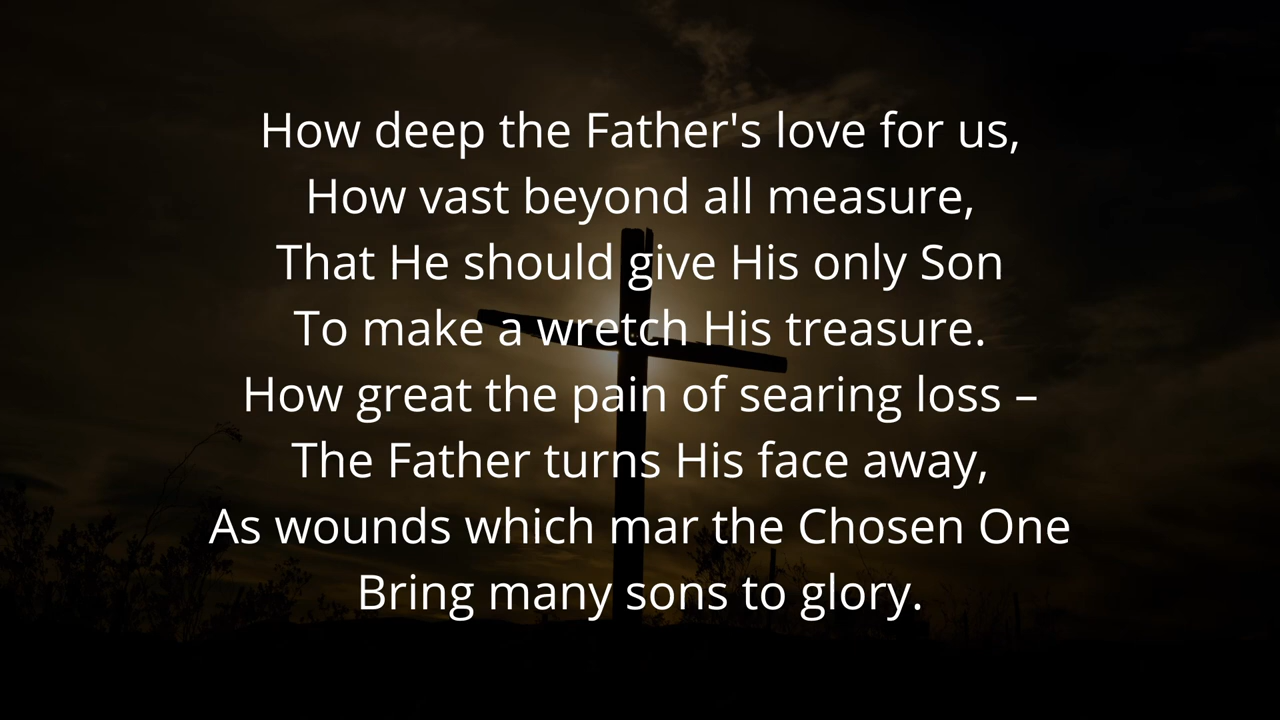 How deep the Father's love for us,
How vast beyond all measure,
That He should give His only Son
To make a wretch His treasure.
How great the pain of searing loss –
The Father turns His face away,
As wounds which mar the Chosen One
Bring many sons to glory.